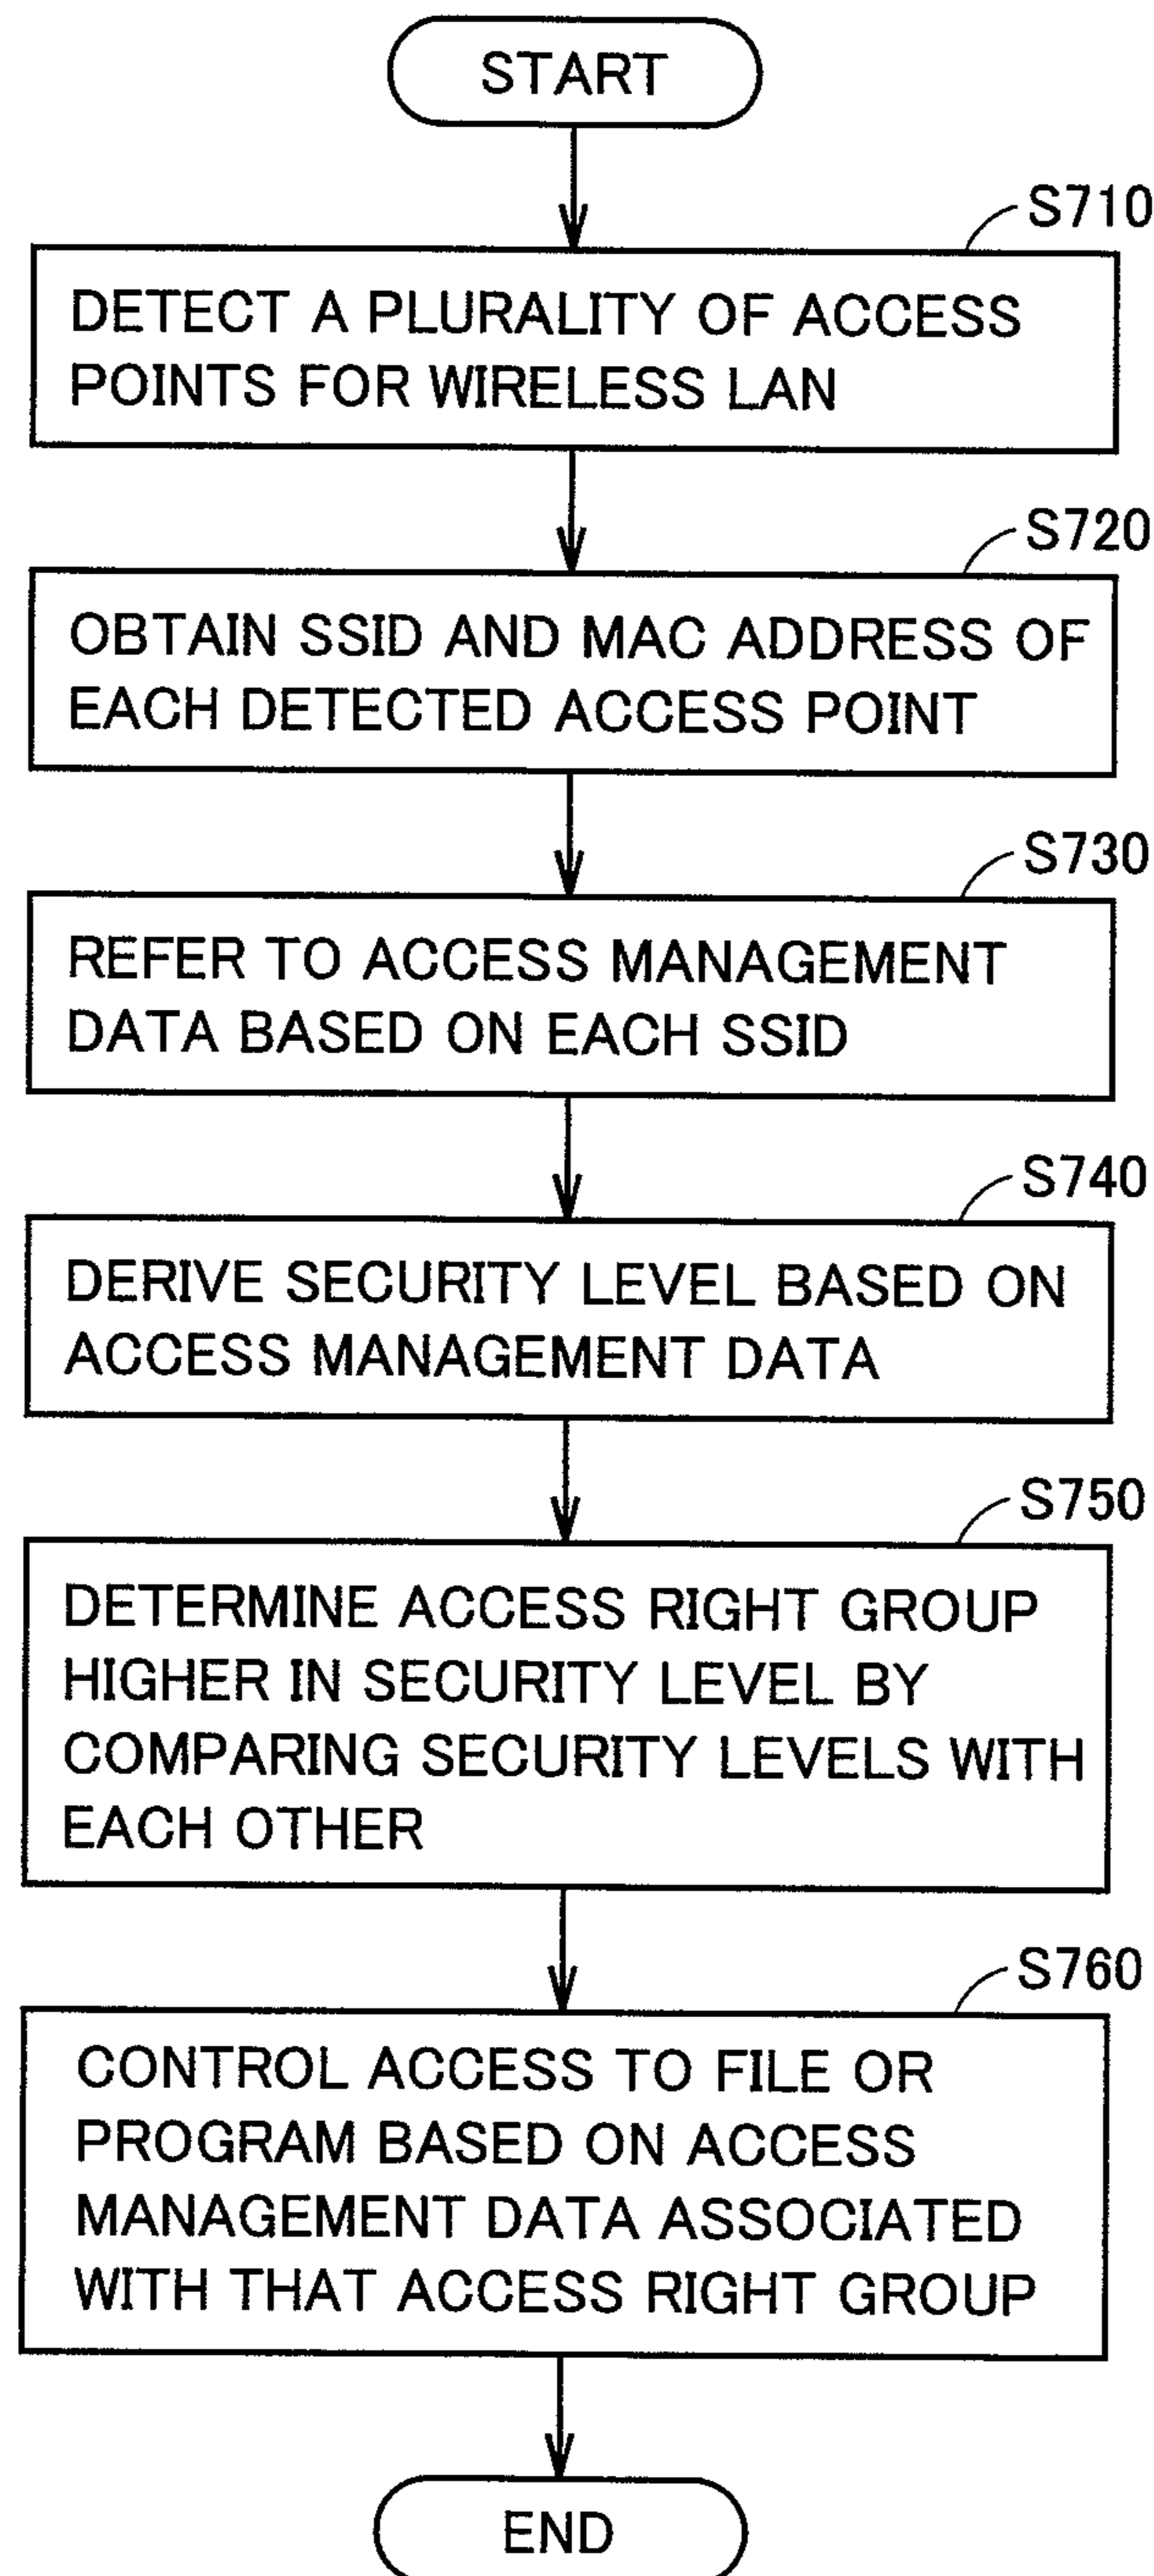 START
S710
DETECT A PLURALITY OF ACCESS
POINTS FOR WIRELESS LAN
S720
OBTAIN SSID AND MAC ADDRESS OF
EACH DETECTED ACCESS POINT
S730
REFER TO ACCESS MANAGEMENT
DATA BASED ON EACH SSID
S740
DERIVE SECURITY LEVEL BASED ON
ACCESS MANAGEMENT DATA
S750
DETERMINE ACCESS RIGHT GROUP
HIGHER IN SECURITY LEVEL BY
COMPARING SECURITY LEVELS WITH
EACH OTHER
S760
CONTROL ACCESS TO FILE OR
PROGRAM BASED ON ACCESS
MANAGEMENT DATA ASSOCIATED
WITH THAT ACCESS RIGHT GROUP
END